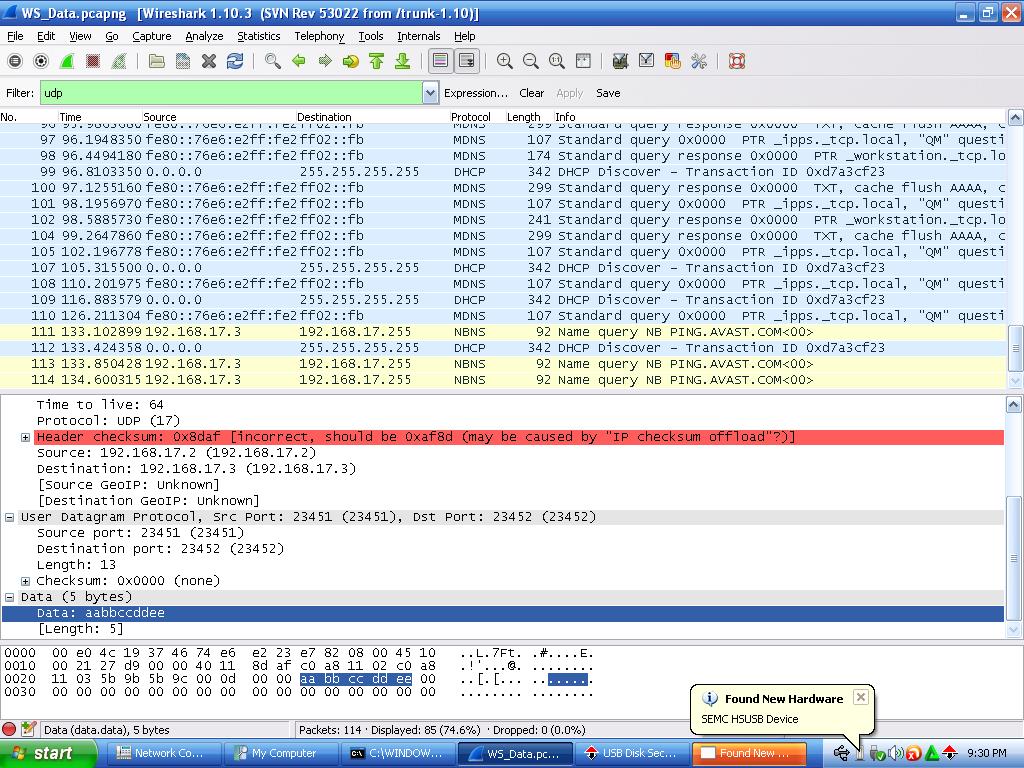 WS_Data.pcapng [Wireshark 1.10.3 (SVN Rev 53022 from /trunk-1.10)]
File Edit View Go Capture Analyze Statistics Telephony Tools Internals Help
Filter: udp Expression... Clear Apply Save
No. Time Source Destination Protocol Length Info
96 95.9865680 fe80::76e6:e2ff:fe2 ff02::fb MDNS 299 Standard query response 0x0000 TXT, cache flush AAAA, c
97 96.1948350 fe80::76e6:e2ff:fe2 ff02::fb MDNS 107 Standard query 0x0000 PTR _ipps._tcp.local, "QM" questi
98 96.4494180 fe80::76e6:e2ff:fe2 ff02::fb MDNS 174 Standard query response 0x0000 PTR _workstation._tcp.lo
99 96.8103350 0.0.0.0 255.255.255.255 DHCP 342 DHCP Discover - Transaction ID 0xd7a3cf23
100 97.1255160 fe80::76e6:e2ff:fe2 ff02::fb MDNS 299 Standard query response 0x0000 TXT, cache flush AAAA, c
101 98.1956970 fe80::76e6:e2ff:fe2 ff02::fb MDNS 107 Standard query 0x0000 PTR _ipps._tcp.local, "QM" questi
102 98.5885730 fe80::76e6:e2ff:fe2 ff02::fb MDNS 241 Standard query response 0x0000 PTR _workstation._tcp.lo
104 99.2647860 fe80::76e6:e2ff:fe2 ff02::fb MDNS 299 Standard query response 0x0000 TXT, cache flush AAAA, c
105 102.196778 fe80::76e6:e2ff:fe2 ff02::fb MDNS 107 Standard query 0x0000 PTR _ipps._tcp.local, "QM" questi
107 105.315500 0.0.0.0 255.255.255.255 DHCP 342 DHCP Discover - Transaction ID 0xd7a3cf23
108 110.201975 fe80::76e6:e2ff:fe2 ff02::fb MDNS 107 Standard query 0x0000 PTR _ipps._tcp.local, "QM" questi
109 116.883579 0.0.0.0 255.255.255.255 DHCP 342 DHCP Discover - Transaction ID 0xd7a3cf23
110 126.211304 fe80::76e6:e2ff:fe2 ff02::fb MDNS 107 Standard query 0x0000 PTR _ipps._tcp.local, "QM" questi
111 133.102899 192.168.17.3 192.168.17.255 NBNS 92 Name query NB PING.AVAST.COM<00>
112 133.424358 0.0.0.0 255.255.255.255 DHCP 342 DHCP Discover - Transaction ID 0xd7a3cf23
113 133.850428 192.168.17.3 192.168.17.255 NBNS 92 Name query NB PING.AVAST.COM<00>
114 134.600315 192.168.17.3 192.168.17.255 NBNS 92 Name query NB PING.AVAST.COM<00>
Time to live: 64
Protocol: UDP (17)
Header checksum: 0x8daf [incorrect, should be 0xaf8d (may be caused by "IP checksum offload"?)]
Source: 192.168.17.2 (192.168.17.2)
Destination: 192.168.17.3 (192.168.17.3)
[Source GeoIP: Unknown]
[Destination GeoIP: Unknown]
User Datagram Protocol, Src Port: 23451 (23451), Dst Port: 23452 (23452)
Source port: 23451 (23451)
Destination port: 23452 (23452)
Length: 13
Checksum: 0x0000 (none)
Data (5 bytes)
Data: aabbccddee
[Length: 5]
0000 00 e0 4c 19 37 46 74 e6 e2 23 e7 82 08 00 45 10 ..L.7Ft. .#....E.
0010 00 21 27 d9 00 00 40 11 8d af c0 a8 11 02 c0 a8 .!'...@. ........
0020 11 03 5b 9b 5b 9c 00 0d 00 00 aa bb cc dd ee 00 ..[.[... ........
0030 00 00 00 00 00 00 00 00 00 00 00 00 00 00 00 00 ........ ........
Found New Hardware
SEMC HSUSB Device
Data (data.data), 5 bytes Packets: 114 · Displayed: 85 (74.6%) · Dropped: 0 (0.0%)
start Network Co... My Computer C:\WINDOW... WS_Data.pc... USB Disk Sec... Found New ... 9:30 PM